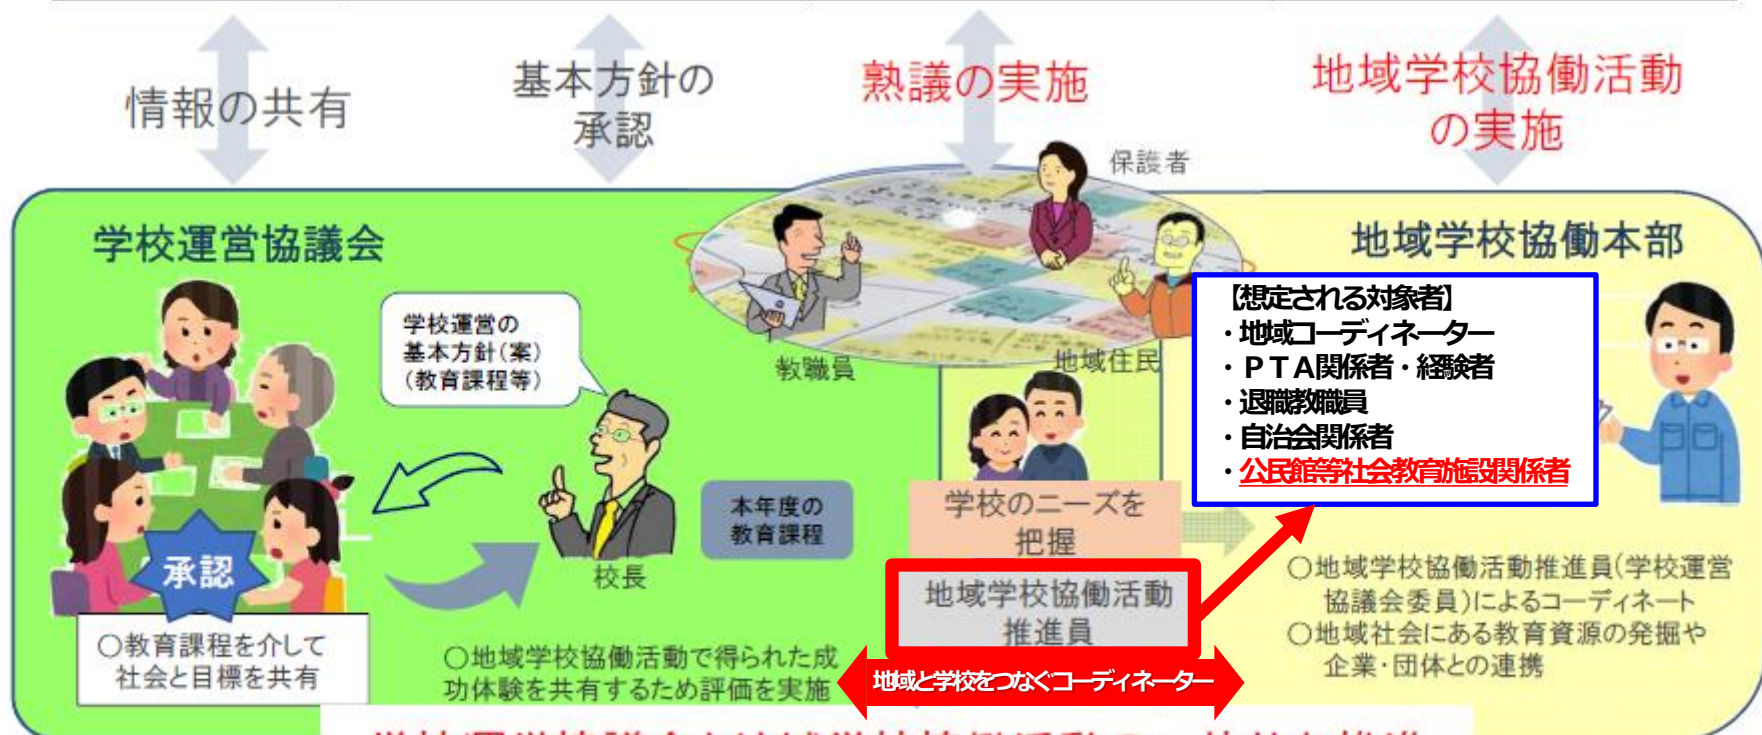 情報の共有
基本方針の
承認
熟議の実施
地域学校協働活動
の実施
学校運営協議会
保護者
教職員
地域住民
学校運営の
基本方針(案)
(教育課程等)
校長
本年度の
教育課程
承認
○教育課程を介して
社会と目標を共有
○地域学校協働活動で得られた成
功体験を共有するため評価を実施
学校のニーズを
把握
地域学校協働活動
推進員
地域と学校をつなぐコーディネーター
地域学校協働本部
【想定される対象者】
・地域コーディネーター
・ＰＴＡ関係者・経験者
・退職教職員
・自治会関係者
・公民館等社会教育施設関係者
○地域学校協働活動推進員(学校運営
協議会委員)によるコーディネート
○地域社会にある教育資源の発掘や
企業・団体との連携